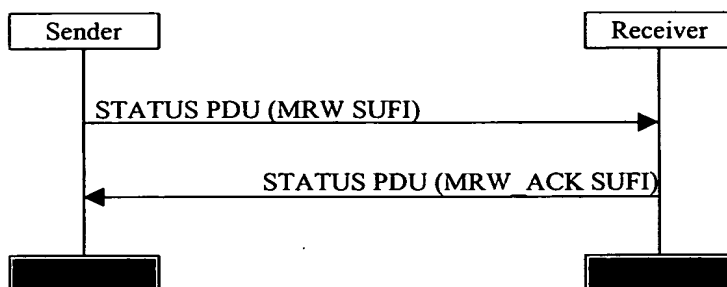 Sender
Receiver
STATUS PDU (MRW SUFI)
STATUS PDU (MRW_ACK SUFI)